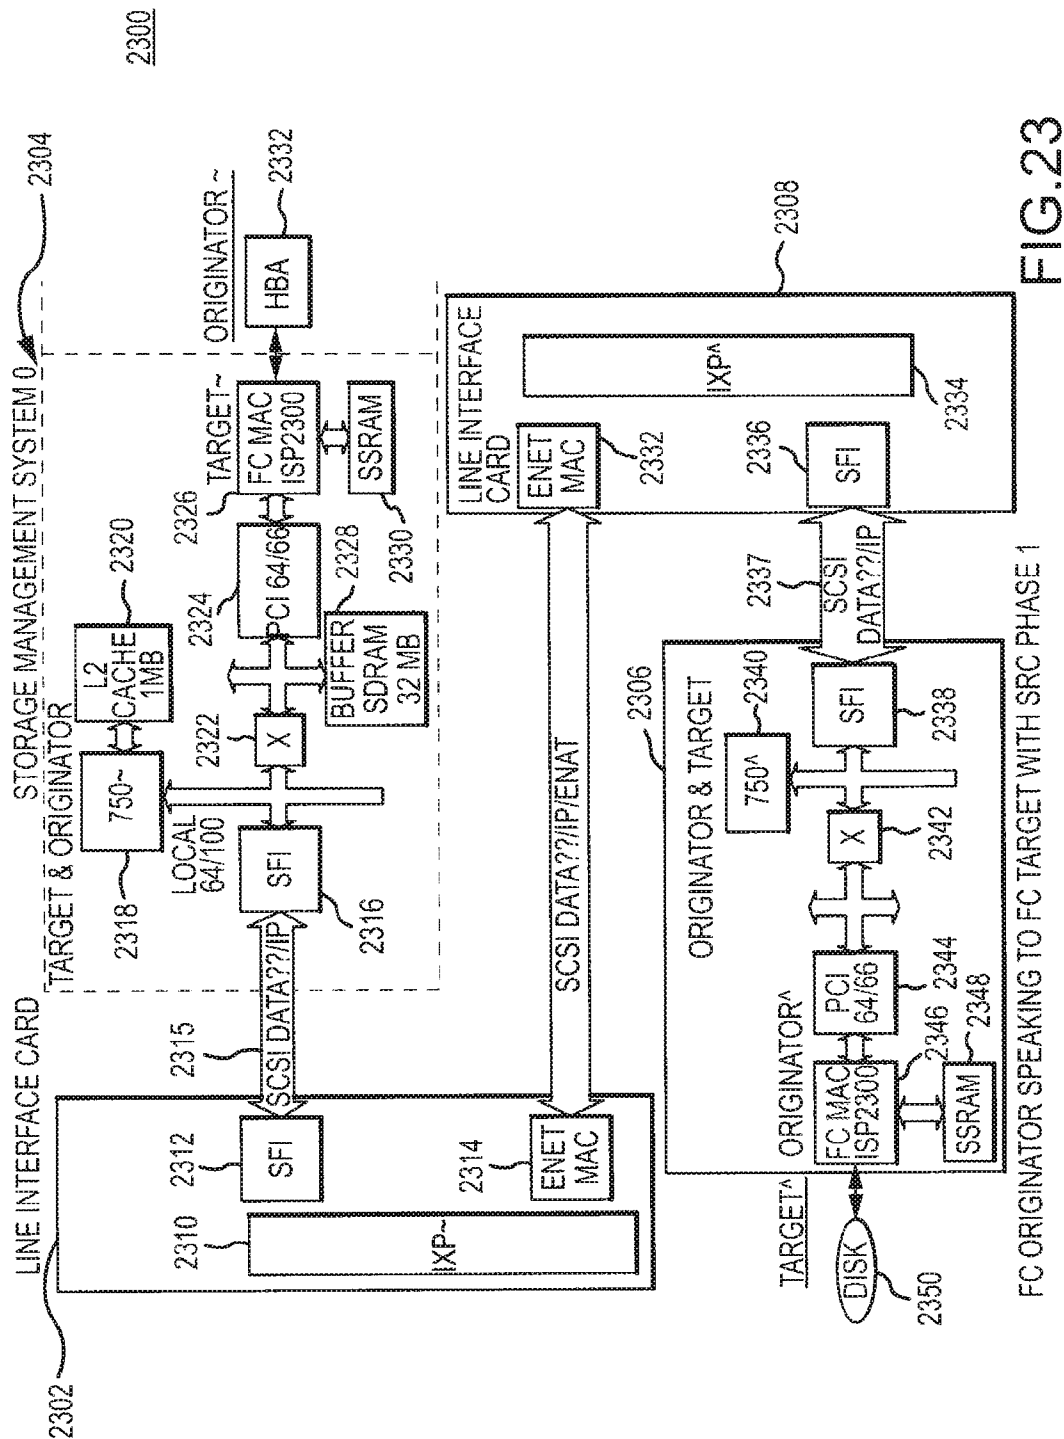 2300
STORAGE MANAGEMENT SYSTEM 0
2304
TARGET & ORIGINATOR
2320
L2
CACHE
1MB
750~
2318
LOCAL
64/100
SFI
2316
2322
X
2324
PCI 64/66
2328
BUFFER
SDRAM
32 MB
2326
TARGET~
FC MAC
ISP2300
SSRAM
2330
ORIGINATOR ~
HBA
2332
LINE INTERFACE CARD
2302
2310
IXP~
2312
SFI
2314
ENET
MAC
2315
SCSI DATA??/IP
SCSI DATA??/IP/ENAT
LINE INTERFACE
CARD
2308
ENET
MAC
2332
IXP^
2334
2336
SFI
2337
SCSI
DATA??/IP
2306
ORIGINATOR & TARGET
750^
2340
SFI
2338
X
2342
PCI
64/66
2344
ORIGINATOR^
FC MAC
ISP2300
2346
SSRAM
2348
TARGET^
DISK
2350
FC ORIGINATOR SPEAKING TO FC TARGET WITH SRC PHASE 1
FIG.23